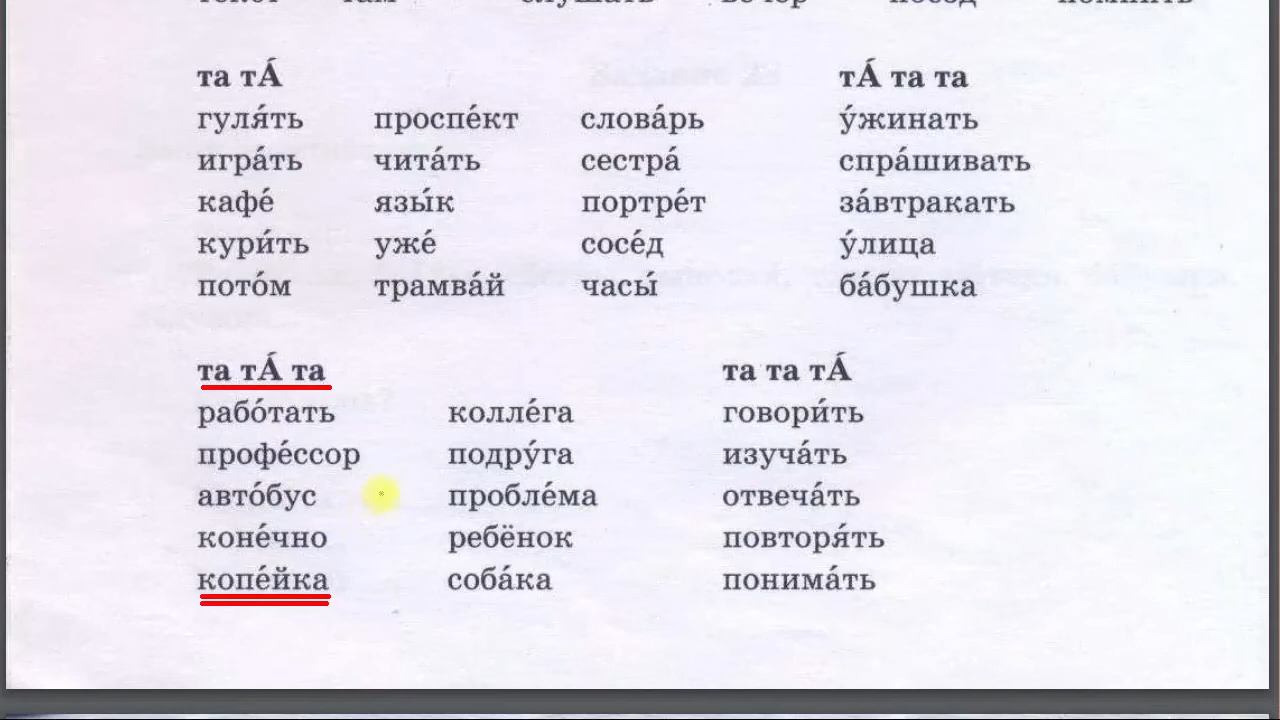 та тА́ тА́ та та
гуля́ть проспе́кт слова́рь у́жинать
игра́ть чита́ть сестра́ спра́шивать
кафе́ язы́к портре́т за́втракать
кури́ть уже́ сосе́д у́лица
пото́м трамва́й часы́ ба́бушка
та тА́ та та та тА́
рабо́тать колле́га говори́ть
профе́ссор подру́га изуча́ть
авто́бус пробле́ма отвеча́ть
коне́чно ребёнок повторя́ть
копе́йка соба́ка понима́ть